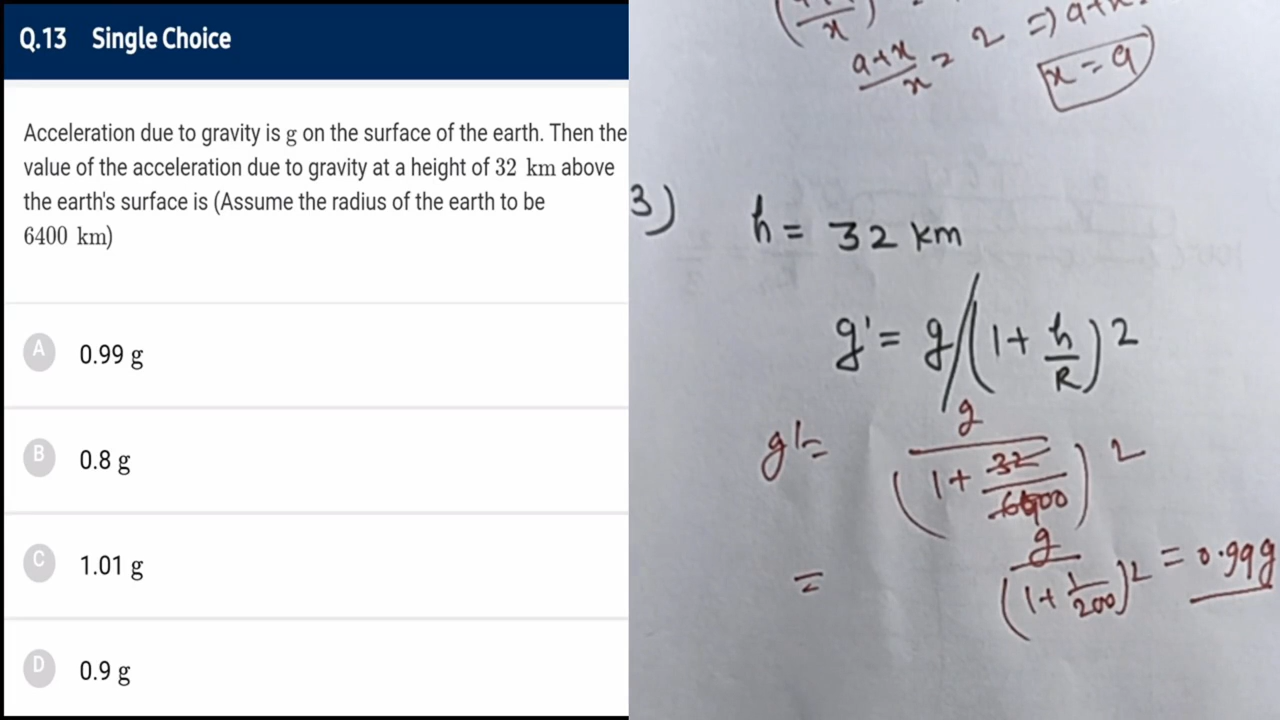 Q.13 Single Choice
Acceleration due to gravity is g on the surface of the earth. Then the
value of the acceleration due to gravity at a height of 32 km above
the earth's surface is (Assume the radius of the earth to be
6400 km)
A 0.99 g
B 0.8 g
C 1.01 g
D 0.9 g
x
(a+x)/x = 2 ⇒ a+x
x = a
3) h = 32 km
g' = g/(1 + h/R)2
g' = g/(1 + 32/6400)2
= g/(1 + 1/200)2 = 0.99g